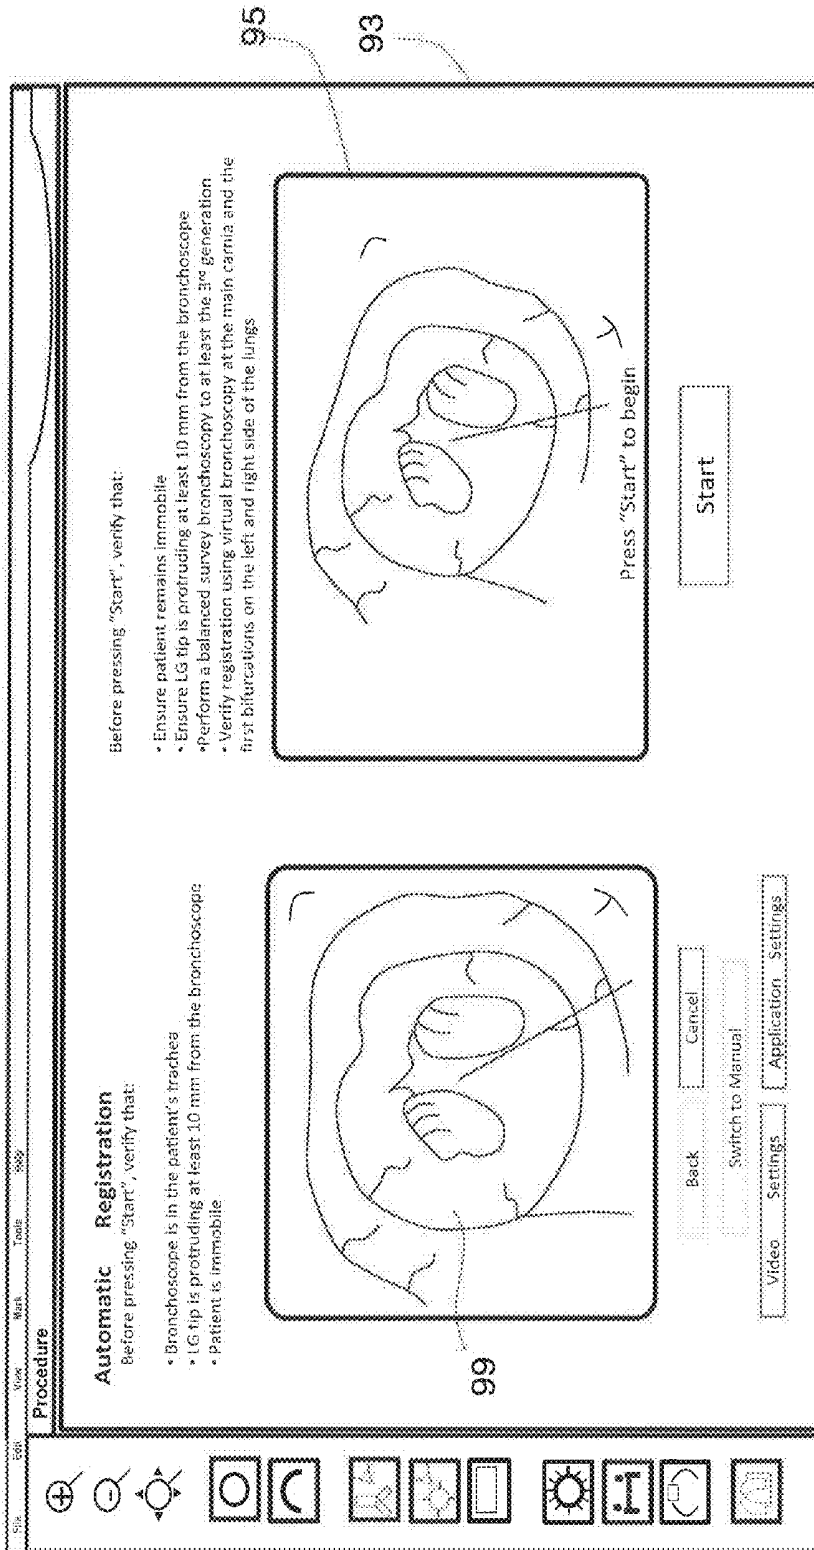 File Edit View Mark Tools Help
Procedure
Automatic Registration
Before pressing "Start", verify that:
• Bronchoscope is in the patient's trachea
• LG tip is protruding at least 10 mm from the bronchoscope
• Patient is immobile
99
Back Cancel
Switch to Manual
Video Settings Application Settings
Before pressing "Start", verify that:
• Ensure patient remains immobile
• Ensure LG tip is protruding at least 10 mm from the bronchoscope
•Perform a balanced survey bronchoscopy to at least the 3rd generation
• Verify registration using virtual bronchoscopy at the main carnia and the
first bifurcations on the left and right side of the lungs
Press "Start" to begin
Start
95
93